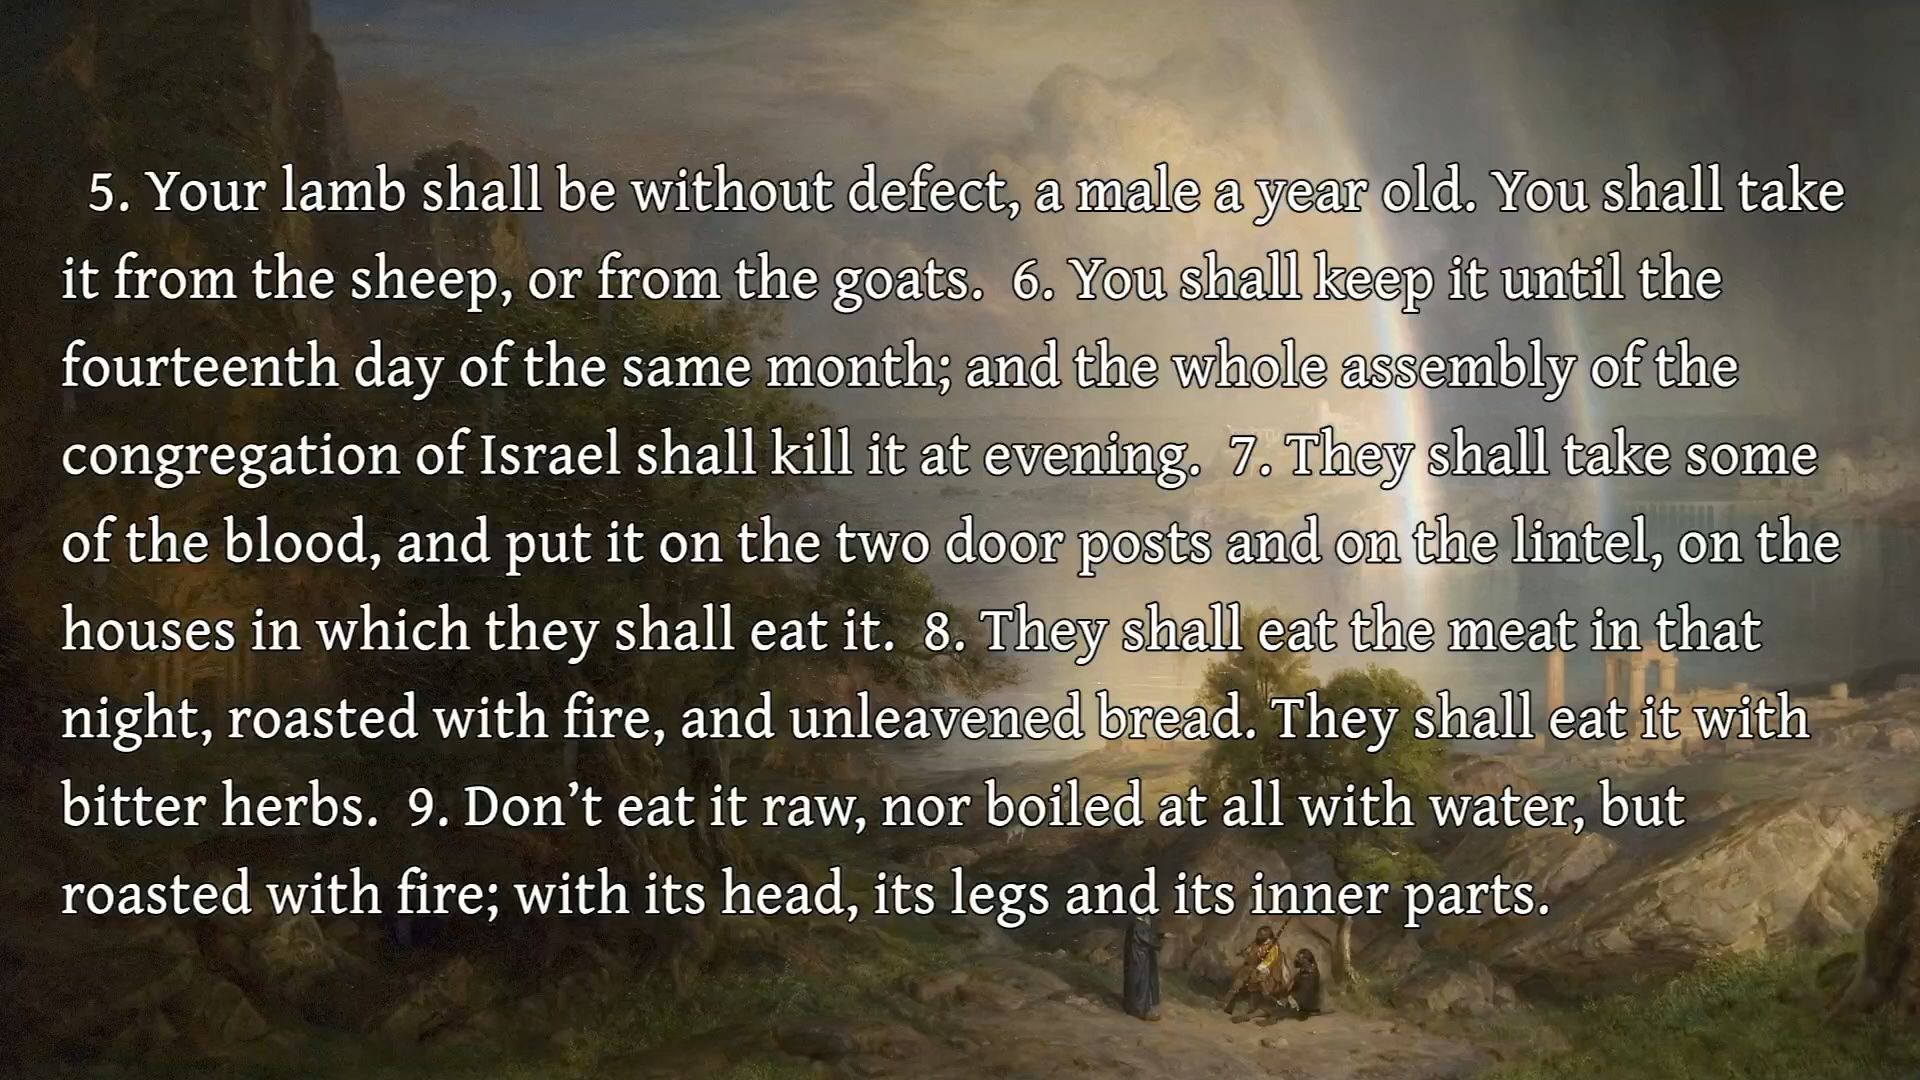 5. Your lamb shall be without defect, a male a year old. You shall take
it from the sheep, or from the goats. 6. You shall keep it until the
fourteenth day of the same month; and the whole assembly of the
congregation of Israel shall kill it at evening. 7. They shall take some
of the blood, and put it on the two door posts and on the lintel, on the
houses in which they shall eat it. 8. They shall eat the meat in that
night, roasted with fire, and unleavened bread. They shall eat it with
bitter herbs. 9. Don’t eat it raw, nor boiled at all with water, but
roasted with fire; with its head, its legs and its inner parts.